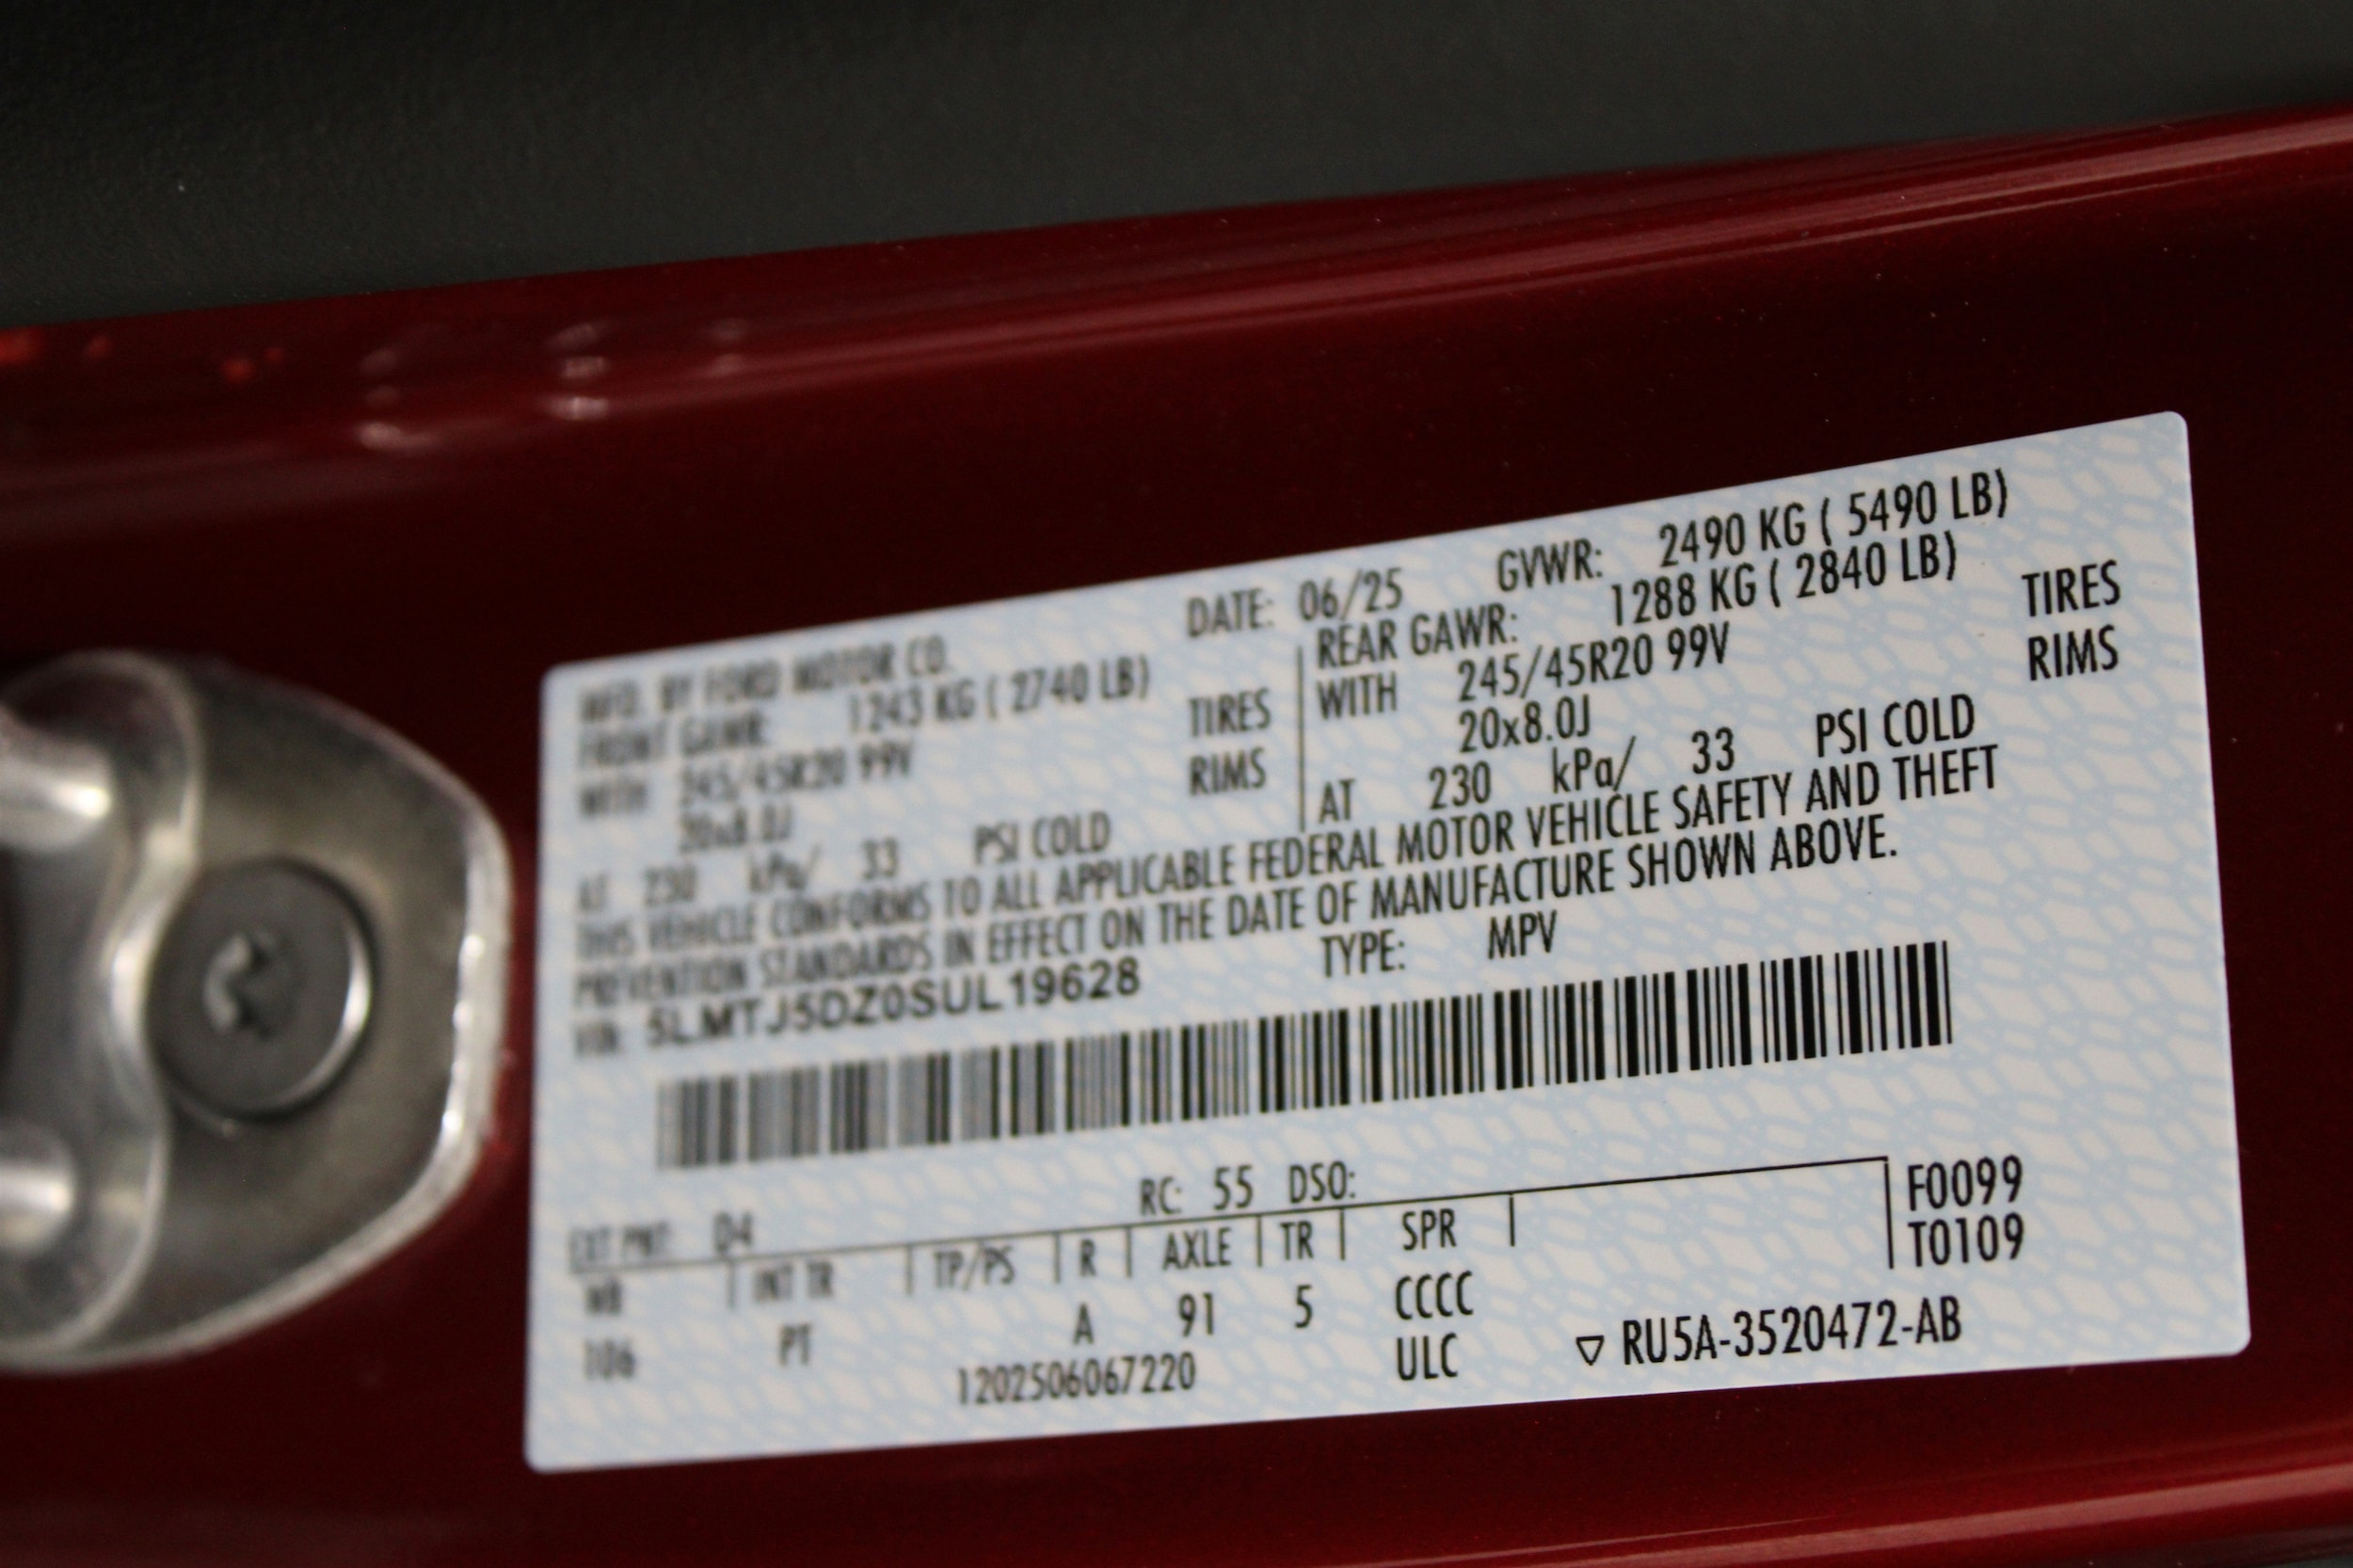 MFD. BY FORD MOTOR CO. DATE: 06/25 GVWR: 2490 KG ( 5490 LB)
FRONT GAWR: 1243 KG ( 2740 LB) REAR GAWR: 1288 KG ( 2840 LB)
WITH 245/45R20 99V TIRES WITH 245/45R20 99V TIRES
20x8.0J RIMS 20x8.0J RIMS
AT 230 kPa/ 33 PSI COLD AT 230 kPa/ 33 PSI COLD
THIS VEHICLE CONFORMS TO ALL APPLICABLE FEDERAL MOTOR VEHICLE SAFETY AND THEFT
PREVENTION STANDARDS IN EFFECT ON THE DATE OF MANUFACTURE SHOWN ABOVE.
VIN: 5LMTJ5DZ0SUL19628 TYPE: MPV
EXT PNT: D4 RC: 55 DSO: F0099
WB INT TR TP/PS R AXLE TR SPR T0109
106 PT A 91 5 CCCC
1202506067220 ULC ▽ RU5A-3520472-AB